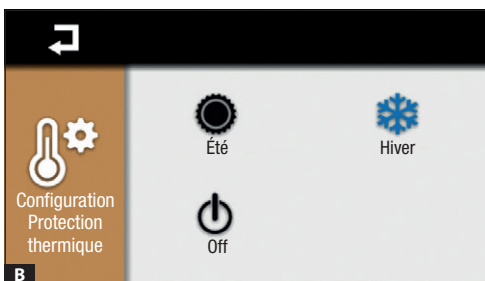 Été
Hiver
Configuration
Protection
thermique
Off
B